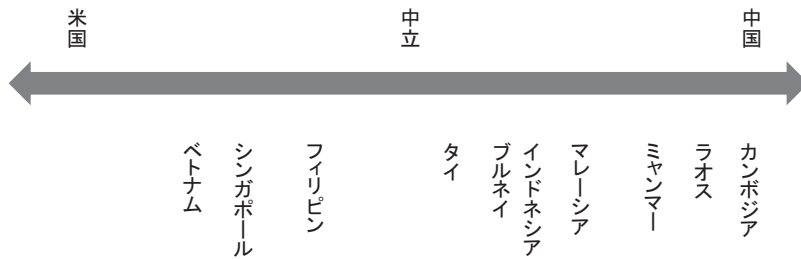 米国
中立
中国
ベトナム
シンガポール
フィリピン
タイ
ブルネイ
インドネシア
マレーシア
ミャンマー
ラオス
カンボジア